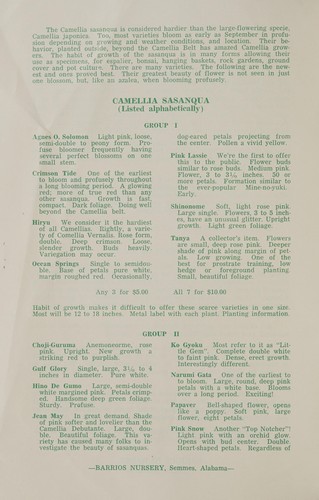 The Camellia sasanqua is considered hardier than the large-flowering specie,
Camellia japonica. Too, most varieties bloom as early as September in profu-
sion depending on growing and weather conditions, and location. Their be-
havior, planted outside, beyond the Camellia Belt has amazed Camellia grow-
ers. The habit of growth of the sasanqua is in many forms allowing their
use as specimens, for espalier, bonsai, hanging baskets, rock gardens, ground
cover and pot culture. There are many varieties. The following are the new-
est and once proved best. Their greatest beauty of flower is not seen in just
one blossom, but, like an azalea, when blooming profusely.
CAMELLIA SASANQUA
(Listed alphabetically)
GROUP I
Agnes O. Soloman Light pink, loose,
semi-double to peony form. Pro-
fuse bloomer frequently having
several perfect blossoms on one
small stem.
Crimson Tide One of the earliest
to bloom and profusely throughout
a long blooming period. A glowing
red; more of true red than any
other sasanqua. Growth is fast,
compact. Dark foliage. Doing well
beyond the Camellia belt.
Hiryu We consider it the hardiest
of all Camellias. Rightly, a varie-
ty of Camellia Vernalis. Rose form,
double. Deep crimson. Loose,
slender growth. Buds heavily.
Variegation may occur.
Ocean Springs Single to semidou-
ble. Base of petals pure white,
margin roughed red. Occasionally,
dog-eared petals projecting from
the center. Pollen a vivid yellow.
Pink Lassie We're the first to offer
this to the public. Flower buds
similar to rose buds. Medium pink.
Flower, 3 to 3½ inches. 50 or
more petals. Formation similar to
the ever-popular Mine-no-yuki.
Early.
Shinonome Soft, light rose pink.
Large single. Flowers, 3 to 5 inch-
es, have an unusual glitter. Upright
growth. Light green foliage.
Tanya A collector's item. Flowers
are small, deep rose pink. Deeper
shade of pink along margin of pet-
als. Low growing. One of the
best for prostrate training, low
hedge or foreground planting.
Small, beautiful foliage.
Any 3 for $5.00 All 7 for $10.00
Habit of growth makes it difficult to offer these scarce varieties in one size.
Most will be 12 to 18 inches. Metal label with each plant. Planting information.
GROUP II
Choji-Guruma Anemoneform, rose
pink. Upright. New growth a
striking red to purplish.
Gulf Glory Single, large, 3½ to 4
inches in diameter. Pure white.
Hino De Gumo Large, semi-double
white margined pink. Petals crimp-
ed. Handsome deep green foliage.
Sturdy. Profuse.
Jean May In great demand. Shade
of pink softer and lovelier than the
Camellia Debutante. Large, dou-
ble. Beautiful foliage. This va-
riety has caused many folks to in-
vestigate the beauty of sasanquas.
Ko Gyoku Most refer to it as "Lit-
tle Gem". Complete double white
to faint pink. Dense, erect growth.
Interestingly different.
Narumi Gata One of the earliest to
to bloom. Large, round, deep pink
petals with a white base. Blooms
over a long period. Exciting!
Papaver Bell-shaped flower, opens
like a poppy. Soft pink, large
flower, eight petals.
Pink Snow Another "Top Notcher"!
Light pink with an orchid glow.
Opens with bud center. Double
Heart-shaped petals. Regardless of
—BARRIOS NURSERY, Semmes, Alabama—